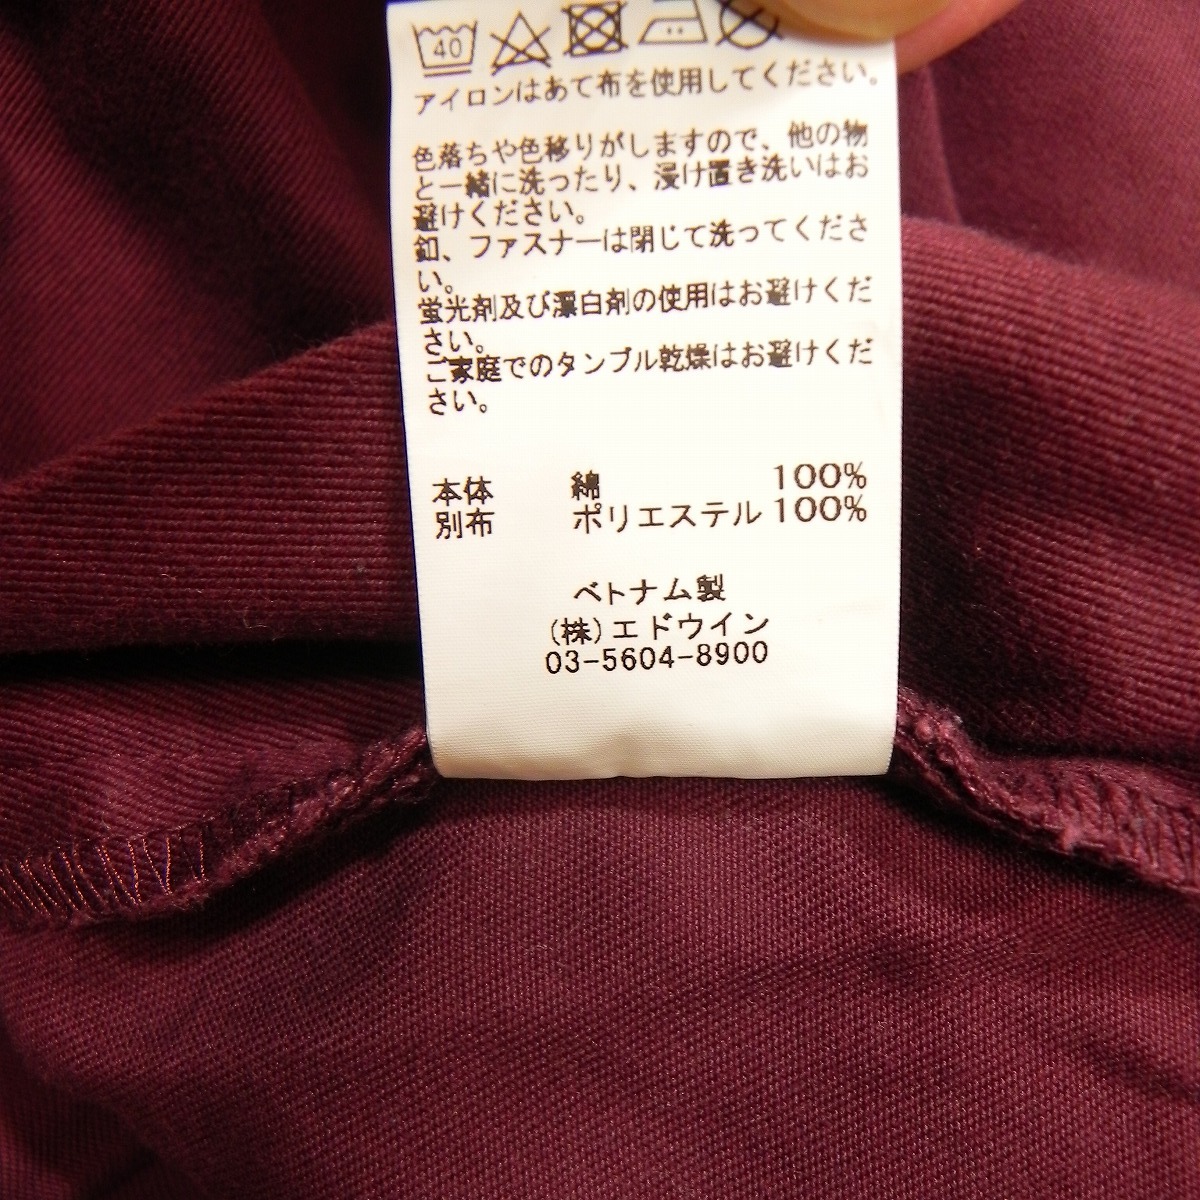 40
アイロンはあて布を使用してください。
色落ちや色移りがしますので、他の物
と一緒に洗ったり、浸け置き洗いはお
避けください。
釦、ファスナーは閉じて洗ってくださ
い。
蛍光剤及び漂白剤の使用はお避けくだ
さい。
ご家庭でのタンブル乾燥はお避けくだ
さい。
本体 綿 100%
別布 ポリエステル 100%
ベトナム製
(株)エドウイン
03-5604-8900